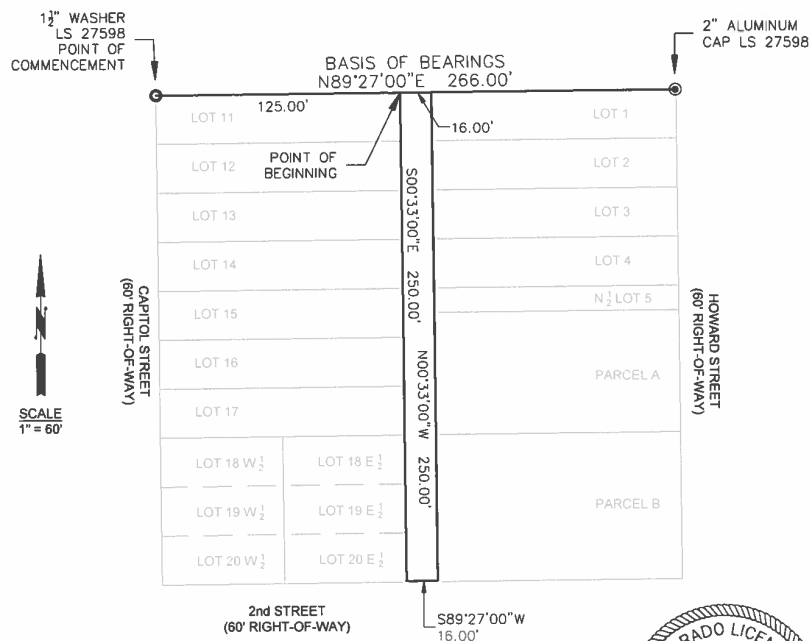 1½" WASHER
LS 27598
POINT OF
COMMENCEMENT
2" ALUMINUM
CAP LS 27598
BASIS OF BEARINGS
N89°27'00"E 266.00'
125.00'
16.00'
POINT OF
BEGINNING
LOT 11
LOT 12
LOT 13
LOT 14
LOT 15
LOT 16
LOT 17
LOT 18 W½
LOT 18 E½
LOT 19 W½
LOT 19 E½
LOT 20 W½
LOT 20 E½
LOT 1
LOT 2
LOT 3
LOT 4
N½ LOT 5
PARCEL A
PARCEL B
S00°33'00"E 250.00'
N00°33'00"W 250.00'
CAPITOL STREET
(60' RIGHT-OF-WAY)
HOWARD STREET
(60' RIGHT-OF-WAY)
N
SCALE
1" = 60'
2nd STREET
(60' RIGHT-OF-WAY)
S89°27'00"W
16.00'
RADO LICE